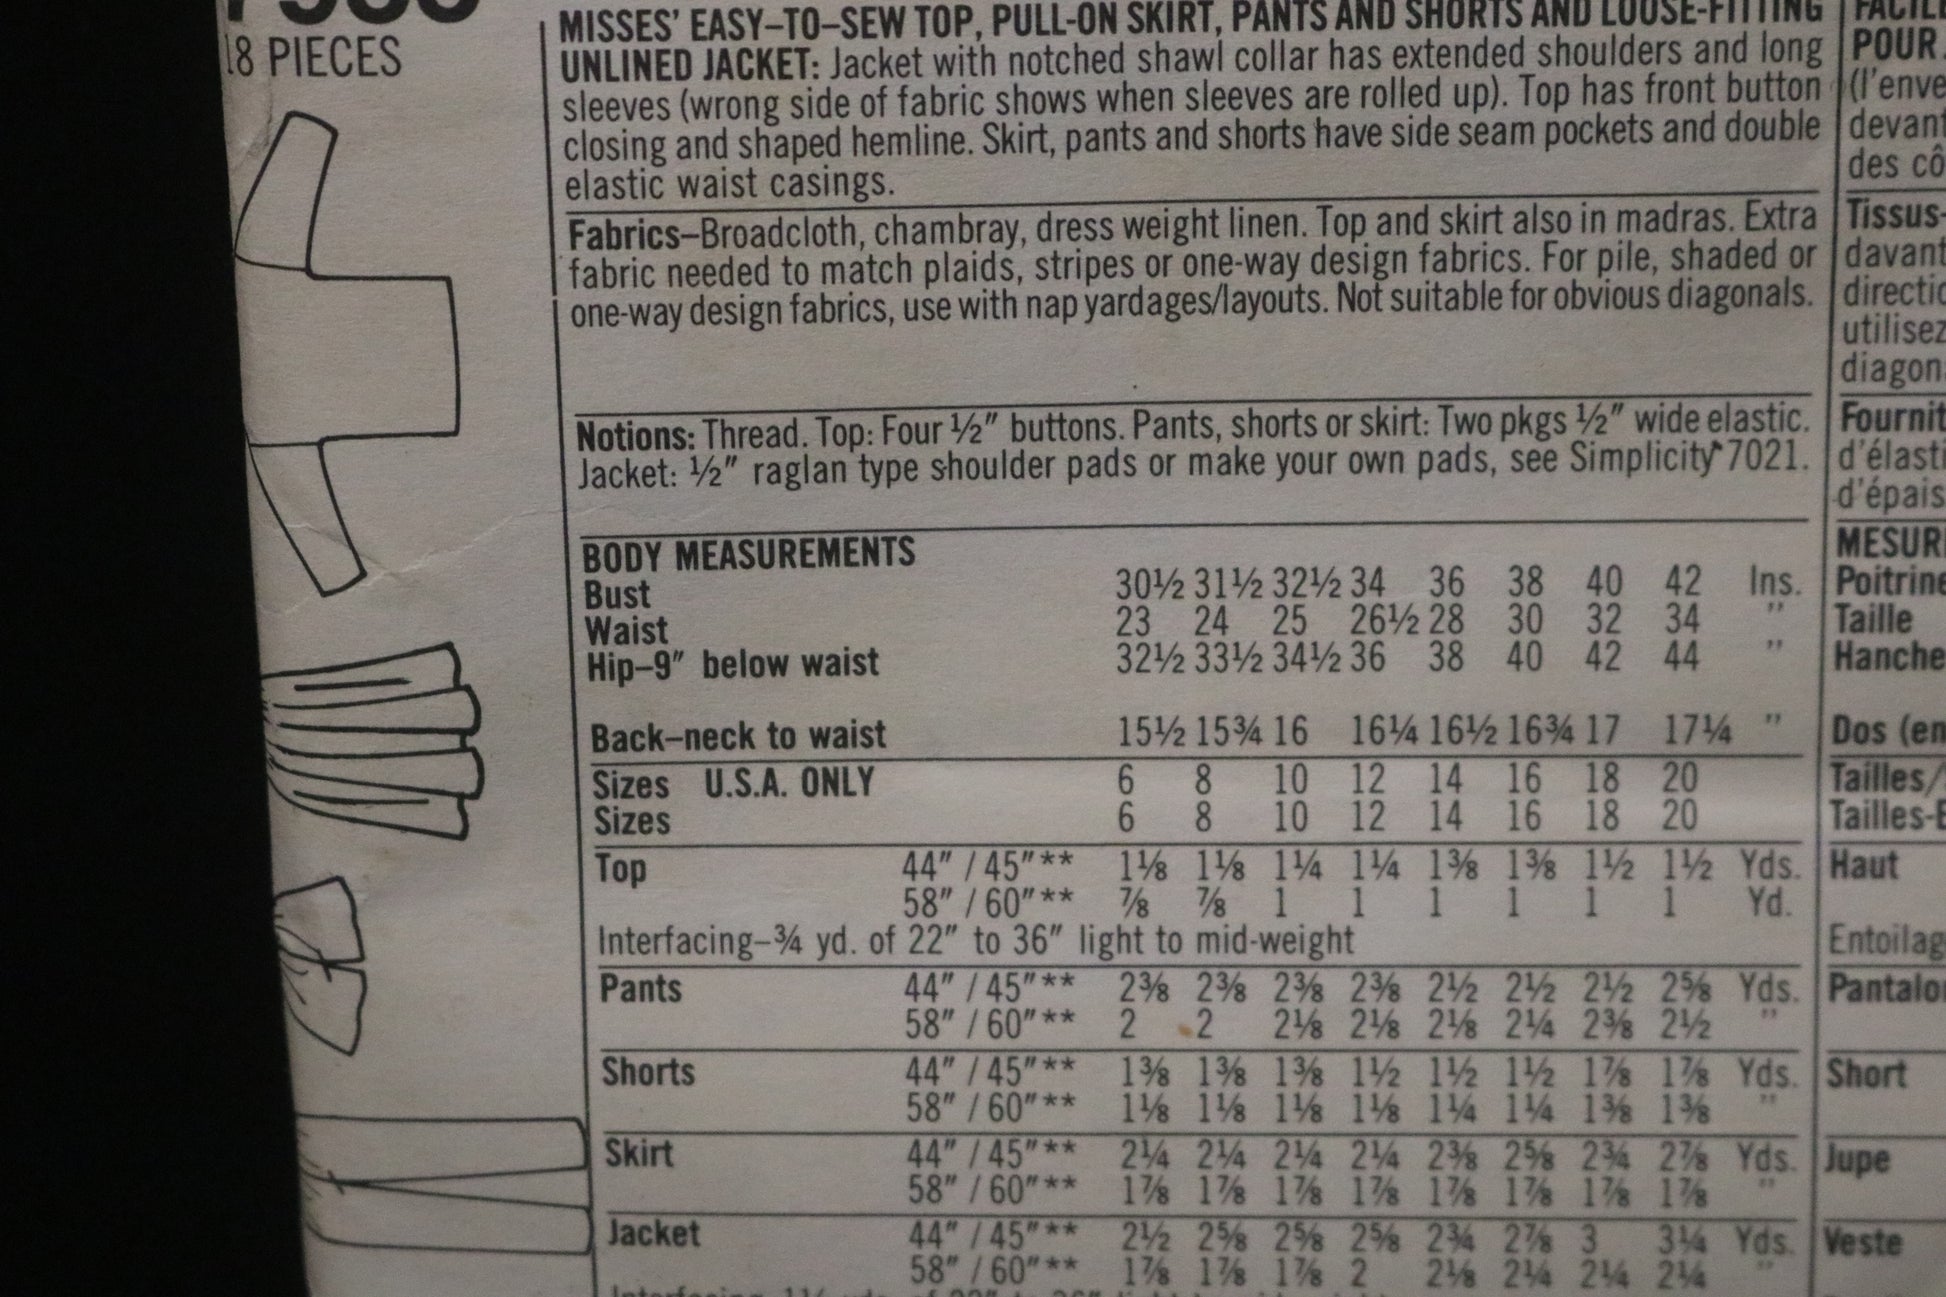 18 PIECES
MISSES' EASY–TO–SEW TOP, PULL-ON SKIRT, PANTS AND SHORTS AND LOOSE-FITTING
UNLINED JACKET: Jacket with notched shawl collar has extended shoulders and long
sleeves (wrong side of fabric shows when sleeves are rolled up). Top has front button
closing and shaped hemline. Skirt, pants and shorts have side seam pockets and double
elastic waist casings.
Fabrics–Broadcloth, chambray, dress weight linen. Top and skirt also in madras. Extra
fabric needed to match plaids, stripes or one-way design fabrics. For pile, shaded or
one-way design fabrics, use with nap yardages/layouts. Not suitable for obvious diagonals.
Notions: Thread. Top: Four ½" buttons. Pants, shorts or skirt: Two pkgs ½" wide elastic.
Jacket: ½" raglan type shoulder pads or make your own pads, see Simplicity 7021.
BODY MEASUREMENTS
Bust 30½ 31½ 32½ 34 36 38 40 42 Ins.
Waist 23 24 25 26½ 28 30 32 34 "
Hip–9" below waist 32½ 33½ 34½ 36 38 40 42 44 "
Back–neck to waist 15½ 15¾ 16 16¼ 16½ 16¾ 17 17¼ "
Sizes U.S.A. ONLY 6 8 10 12 14 16 18 20
Sizes 6 8 10 12 14 16 18 20
Top 44" / 45"** 1⅛ 1⅛ 1¼ 1¼ 1⅜ 1⅜ 1½ 1½ Yds.
58" / 60"** ⅞ ⅞ 1 1 1 1 1 1 Yd.
Interfacing–¾ yd. of 22" to 36" light to mid-weight
Pants 44" / 45"** 2⅜ 2⅜ 2⅜ 2⅜ 2½ 2½ 2½ 2⅝ Yds.
58" / 60"** 2 2 2⅛ 2⅛ 2⅛ 2¼ 2⅜ 2½ "
Shorts 44" / 45"** 1⅜ 1⅜ 1⅜ 1½ 1½ 1½ 1⅞ 1⅞ Yds.
58" / 60"** 1⅛ 1⅛ 1⅛ 1⅛ 1¼ 1¼ 1⅜ 1⅜ "
Skirt 44" / 45"** 2¼ 2¼ 2¼ 2¼ 2⅜ 2⅝ 2¾ 2⅞ Yds.
58" / 60"** 1⅞ 1⅞ 1⅞ 1⅞ 1⅞ 1⅞ 1⅞ 1⅞ "
Jacket 44" / 45"** 2½ 2⅝ 2⅝ 2⅝ 2¾ 2⅞ 3 3¼ Yds.
58" / 60"** 1⅞ 1⅞ 1⅞ 2 2⅛ 2¼ 2¼ 2¼ "
POUR
(l'enve
devant
des cô
Tissus–
davant
directio
utilisez
diagon
Fournit
d'élasti
d'épais
MESUR
Poitrine
Taille
Hanche
Dos (en
Tailles/
Tailles-E
Haut
Entoilag
Pantalo
Short
Jupe
Veste